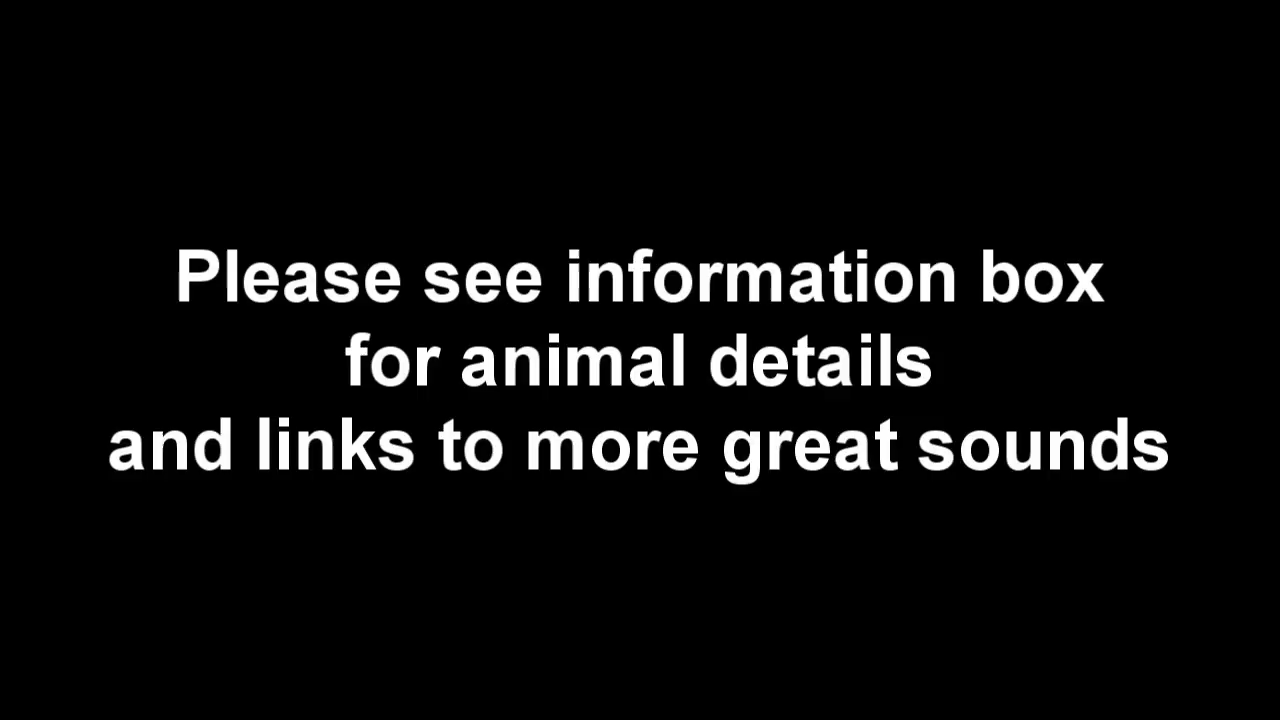 Please see information box
for animal details
and links to more great sounds